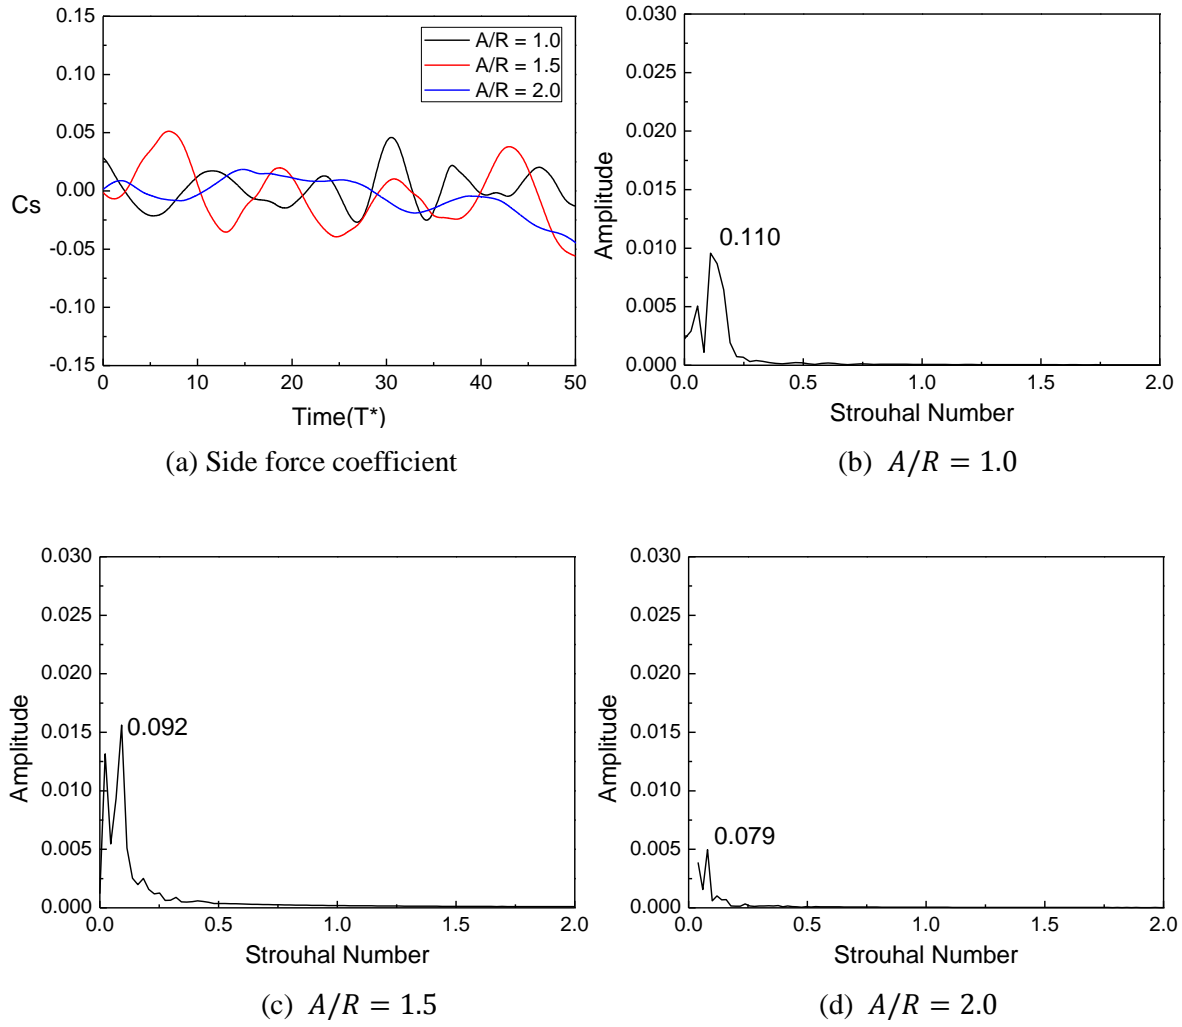 0.15
0.10
0.05
0.00
-0.05
-0.10
-0.15
Cs
A/R = 1.0
A/R = 1.5
A/R = 2.0
0 10 20 30 40 50
Time(T*)
(a) Side force coefficient
0.030
0.025
0.020
0.015
0.010
0.005
0.000
Amplitude
0.110
0.0 0.5 1.0 1.5 2.0
Strouhal Number
(b) A/R = 1.0
0.030
0.025
0.020
0.015
0.010
0.005
0.000
Amplitude
0.092
0.0 0.5 1.0 1.5 2.0
Strouhal Number
(c) A/R = 1.5
0.030
0.025
0.020
0.015
0.010
0.005
0.000
Amplitude
0.079
0.0 0.5 1.0 1.5 2.0
Strouhal Number
(d) A/R = 2.0